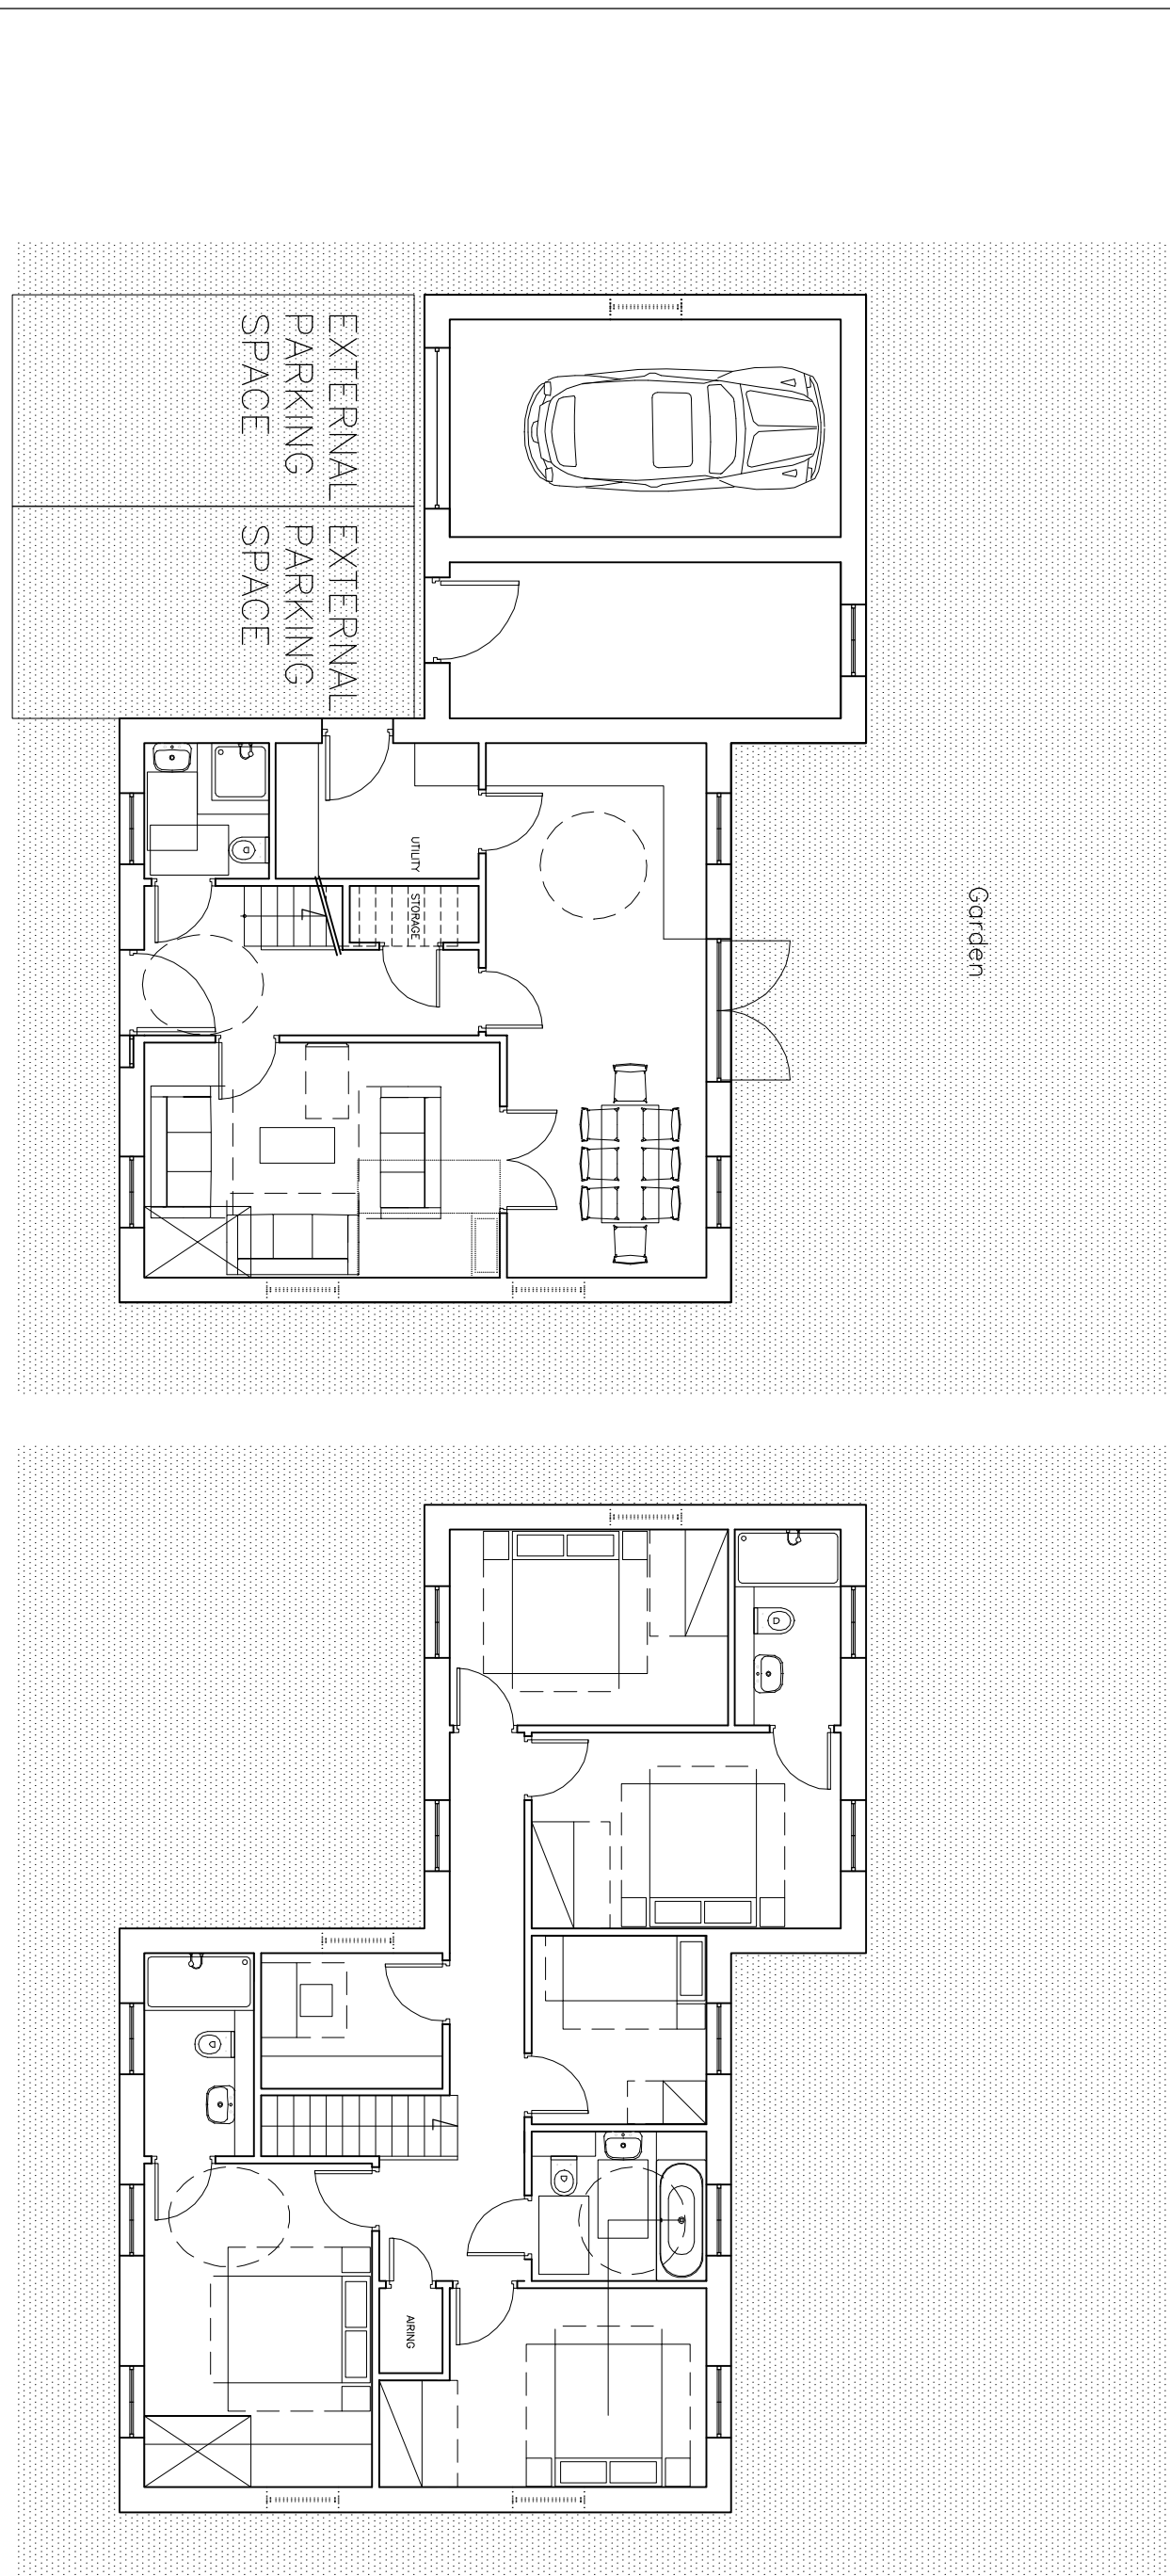 EXTERNAL
PARKING
SPACE
EXTERNAL
PARKING
SPACE
UTILITY
STORAGE
Garden
AIRING